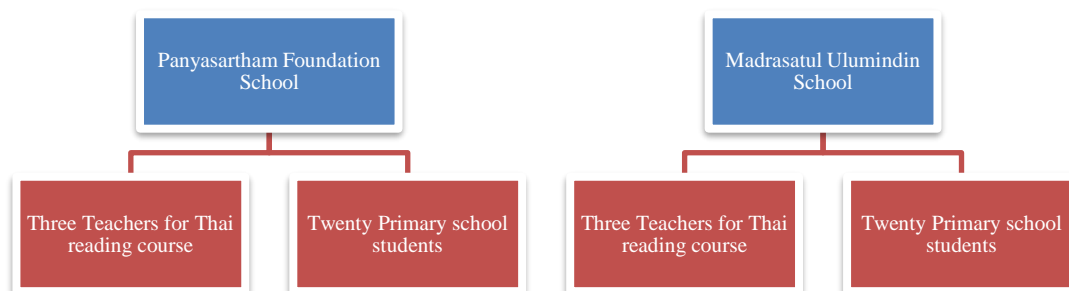 Panyasartham Foundation
School
Madrasatul Ulumindin
School
Three Teachers for Thai
reading course
Twenty Primary school
students
Three Teachers for Thai
reading course
Twenty Primary school
students